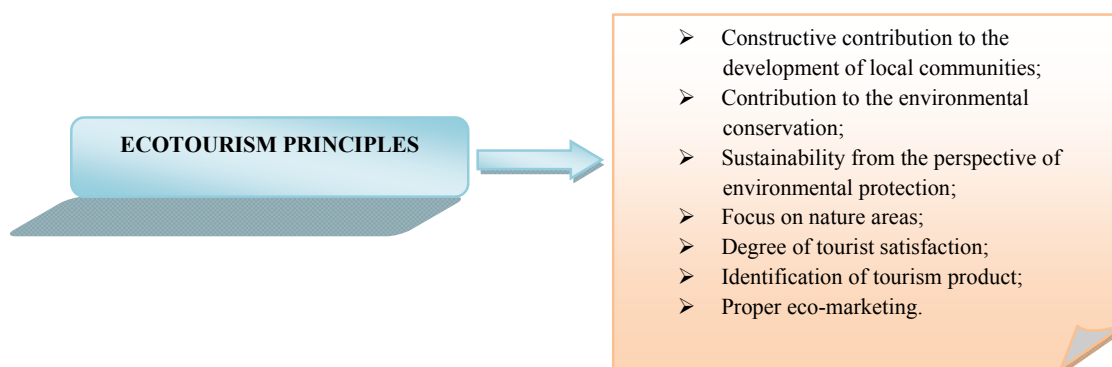 ECOTOURISM PRINCIPLES
➢ Constructive contribution to the
development of local communities;
➢ Contribution to the environmental
conservation;
➢ Sustainability from the perspective of
environmental protection;
➢ Focus on nature areas;
➢ Degree of tourist satisfaction;
➢ Identification of tourism product;
➢ Proper eco-marketing.